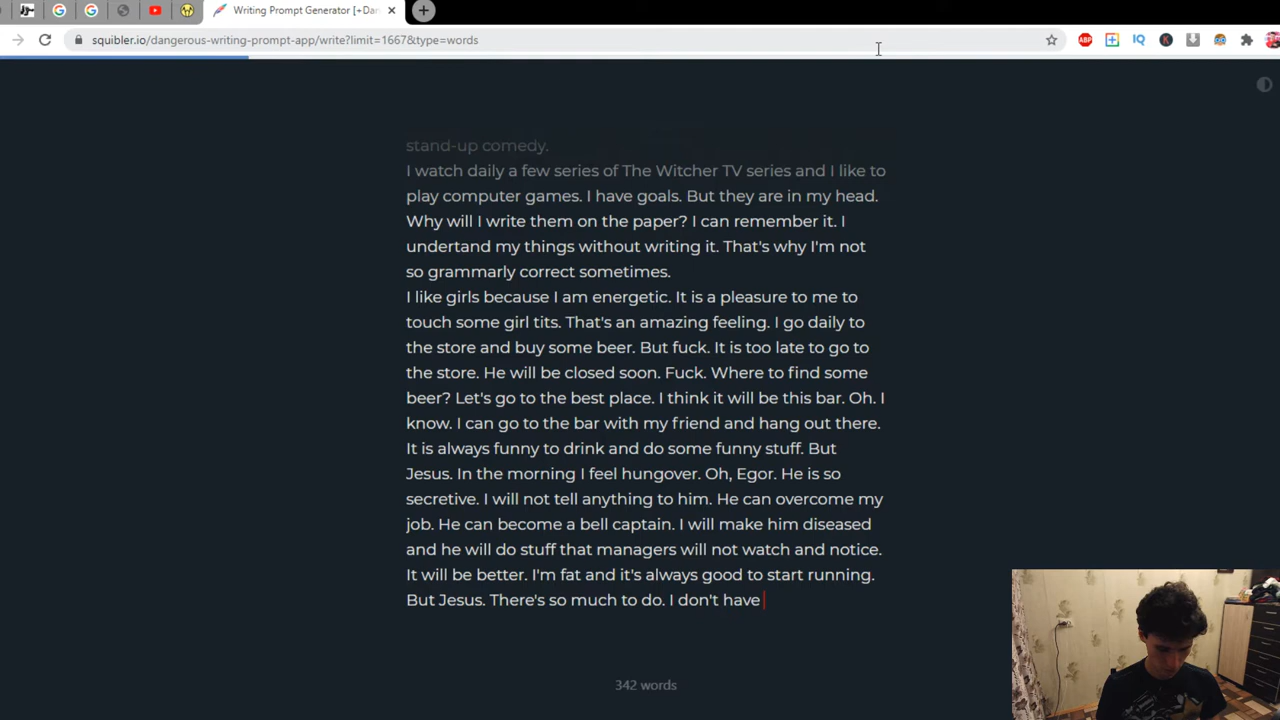 Writing Prompt Generator [+Dan
squibler.io/dangerous-writing-prompt-app/write?limit=1667&type=words
ABP
IQ
K
stand-up comedy.
I watch daily a few series of The Witcher TV series and I like to
play computer games. I have goals. But they are in my head.
Why will I write them on the paper? I can remember it. I
undertand my things without writing it. That's why I'm not
so grammarly correct sometimes.
I like girls because I am energetic. It is a pleasure to me to
touch some girl tits. That's an amazing feeling. I go daily to
the store and buy some beer. But fuck. It is too late to go to
the store. He will be closed soon. Fuck. Where to find some
beer? Let's go to the best place. I think it will be this bar. Oh. I
know. I can go to the bar with my friend and hang out there.
It is always funny to drink and do some funny stuff. But
Jesus. In the morning I feel hungover. Oh, Egor. He is so
secretive. I will not tell anything to him. He can overcome my
job. He can become a bell captain. I will make him diseased
and he will do stuff that managers will not watch and notice.
It will be better. I'm fat and it's always good to start running.
But Jesus. There's so much to do. I don't have
342 words